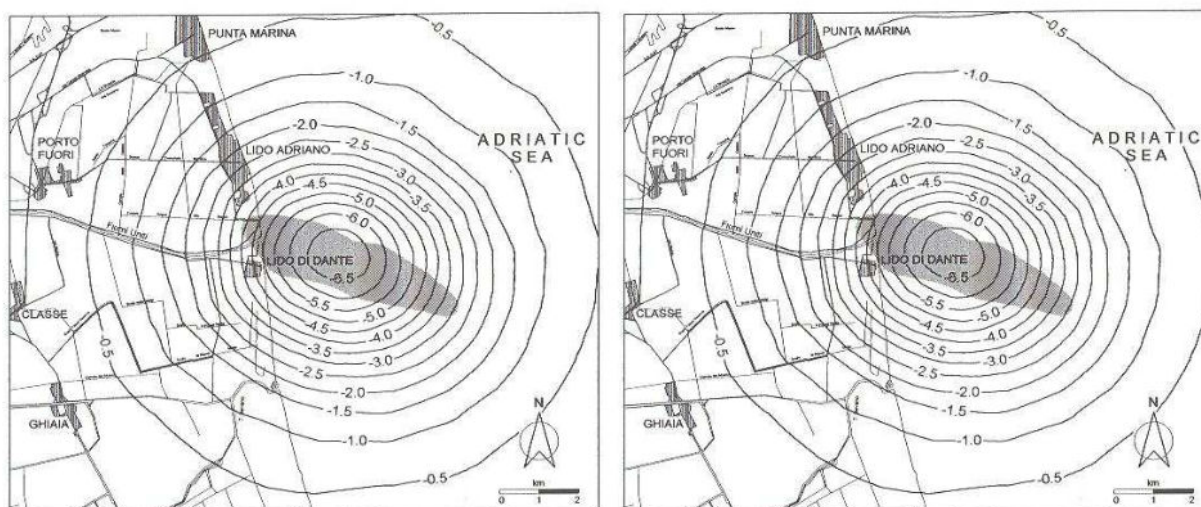 PUNTA MARINA
-0.5
-1.0
-1.5
ADRIATIC
SEA
-2.0
-2.5
-3.0
-3.5
PORTO
FUORI
LIDO ADRIANO
-4.0
-4.5
-5.0
-6.0
Fiumi Uniti
LIDO DI DANTE
-6.5
-5.5
-5.0
-4.5
-4.0
-3.5
-3.0
-2.5
-2.0
-1.5
-1.0
-0.5
CLASSE
-0.5
GHIAIA
N
km
0 1 2
PUNTA MARINA
-0.5
-1.0
-1.5
ADRIATIC
SEA
-2.0
-2.5
-3.0
-3.5
PORTO
FUORI
LIDO ADRIANO
-4.0
-4.5
-5.0
-6.0
Fiumi Uniti
LIDO DI DANTE
-6.5
-5.5
-5.0
-4.5
-4.0
-3.5
-3.0
-2.5
-2.0
-1.5
-1.0
-0.5
CLASSE
-0.5
GHIAIA
N
km
0 1 2